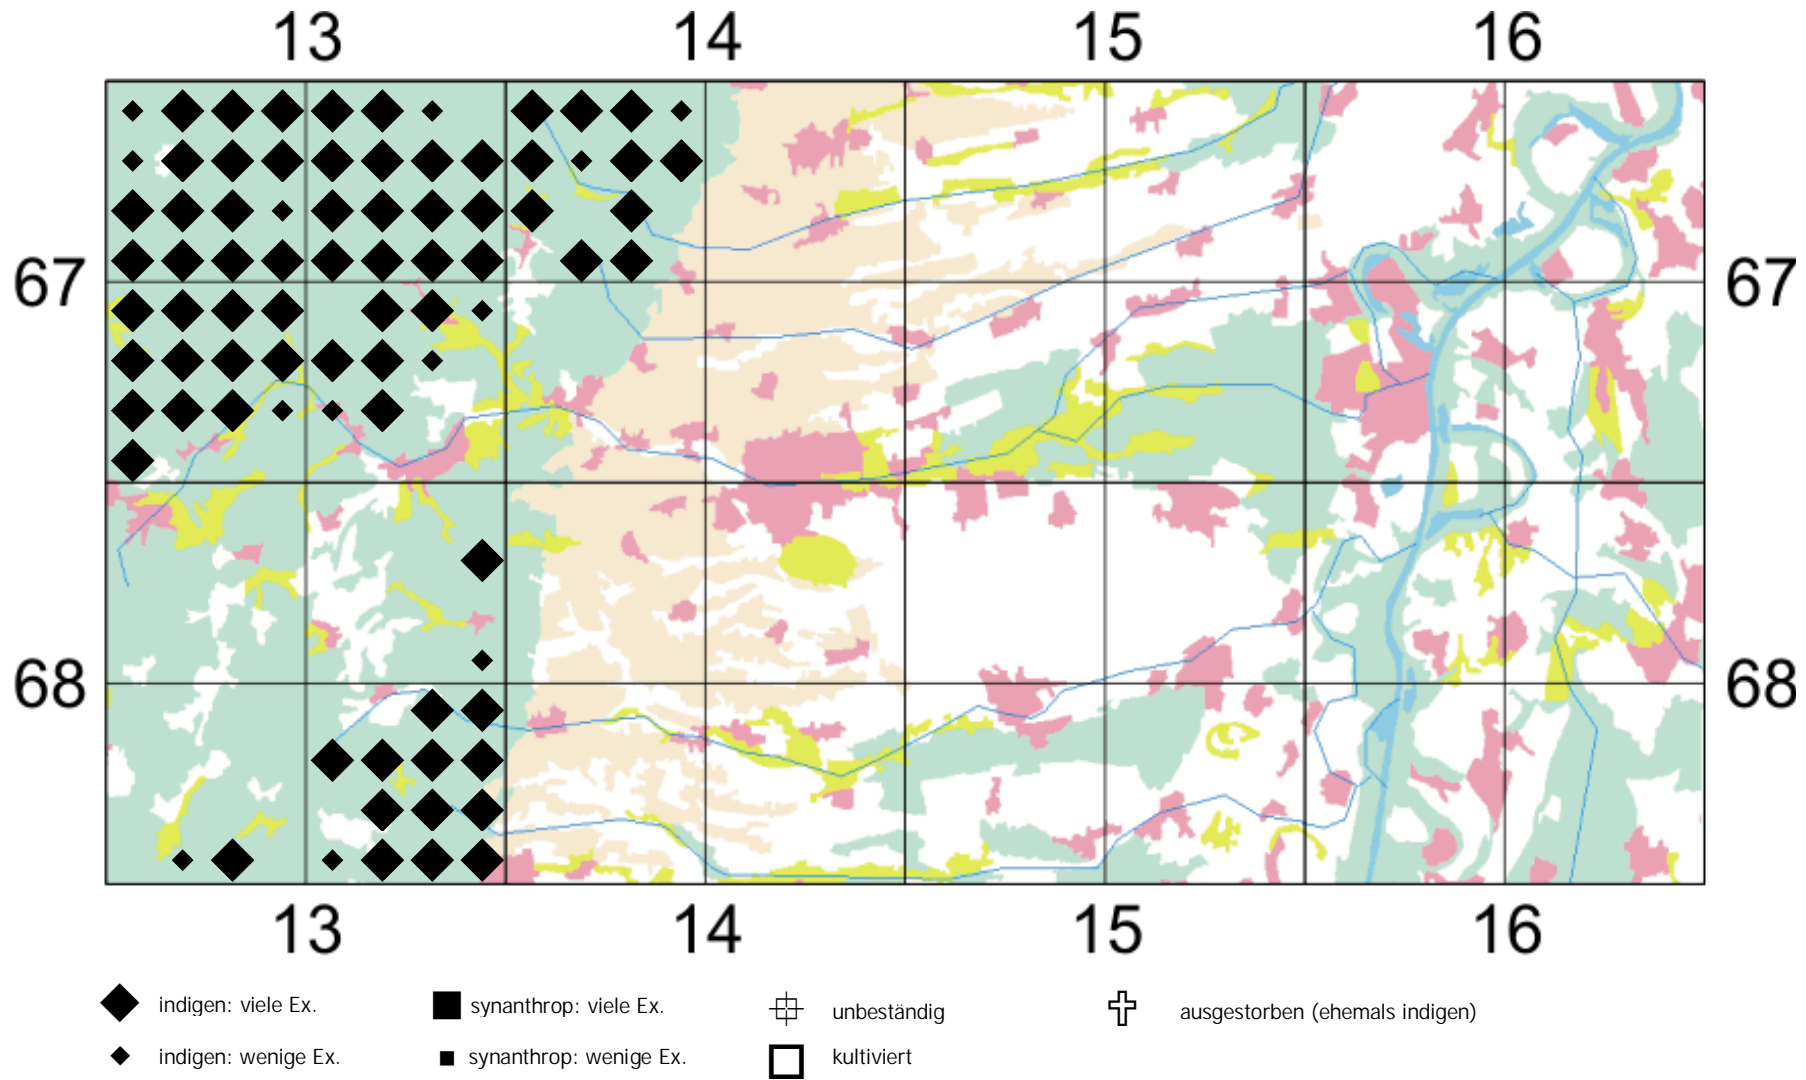 13 14 15 16
67 67
68 68
13 14 15 16
indigen: viele Ex. synanthrop: viele Ex. unbeständig ausgestorben (ehemals indigen)
indigen: wenige Ex. synanthrop: wenige Ex. kultiviert